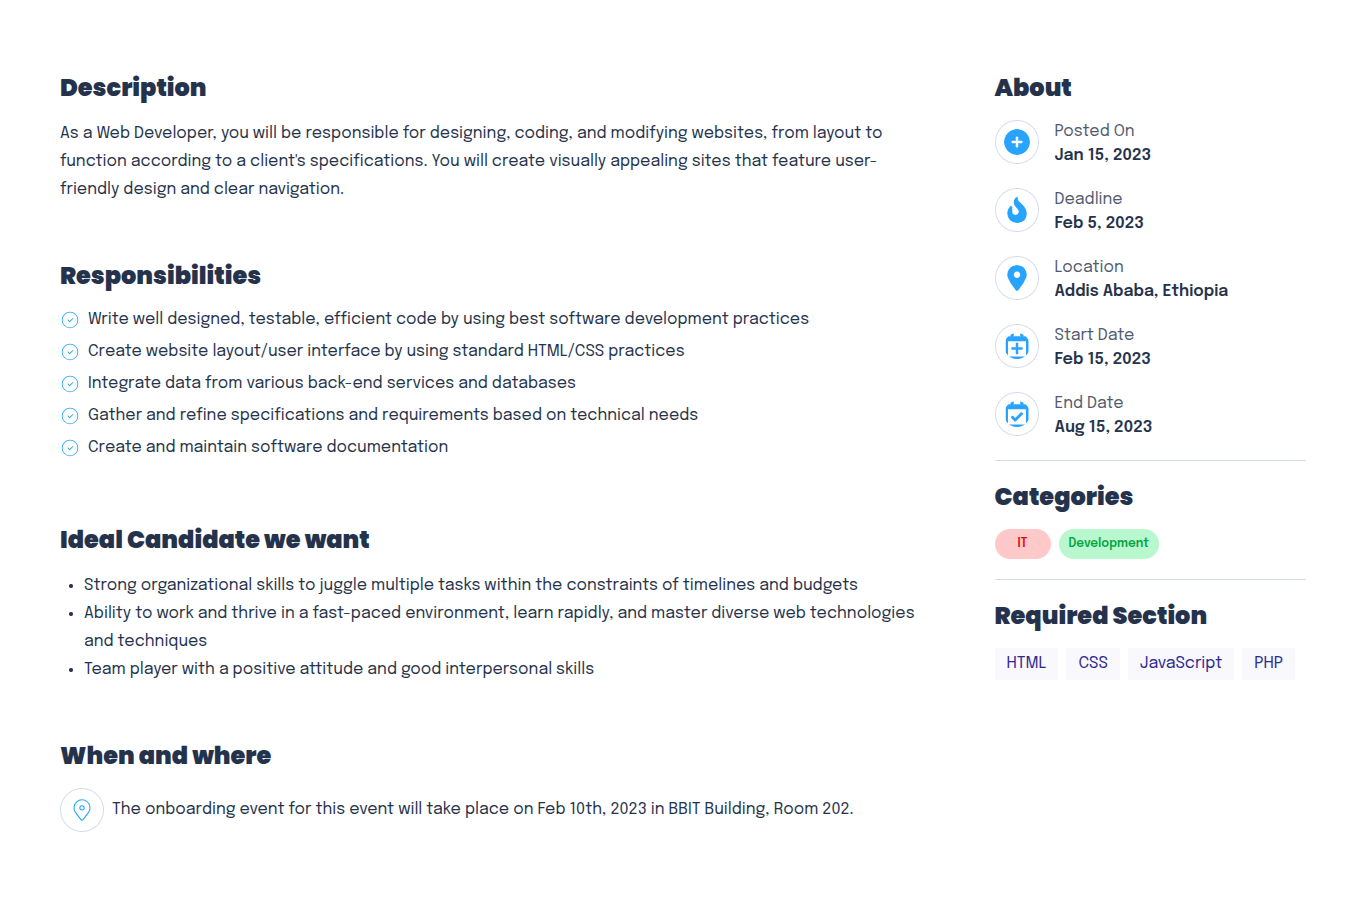 Description
As a Web Developer, you will be responsible for designing, coding, and modifying websites, from layout to
function according to a client's specifications. You will create visually appealing sites that feature user-
friendly design and clear navigation.
Responsibilities
Write well designed, testable, efficient code by using best software development practices
Create website layout/user interface by using standard HTML/CSS practices
Integrate data from various back-end services and databases
Gather and refine specifications and requirements based on technical needs
Create and maintain software documentation
Ideal Candidate we want
• Strong organizational skills to juggle multiple tasks within the constraints of timelines and budgets
• Ability to work and thrive in a fast-paced environment, learn rapidly, and master diverse web technologies
and techniques
• Team player with a positive attitude and good interpersonal skills
When and where
The onboarding event for this event will take place on Feb 10th, 2023 in BBIT Building, Room 202.
About
Posted On
Jan 15, 2023
Deadline
Feb 5, 2023
Location
Addis Ababa, Ethiopia
Start Date
Feb 15, 2023
End Date
Aug 15, 2023
Categories
IT Development
Required Section
HTML CSS JavaScript PHP